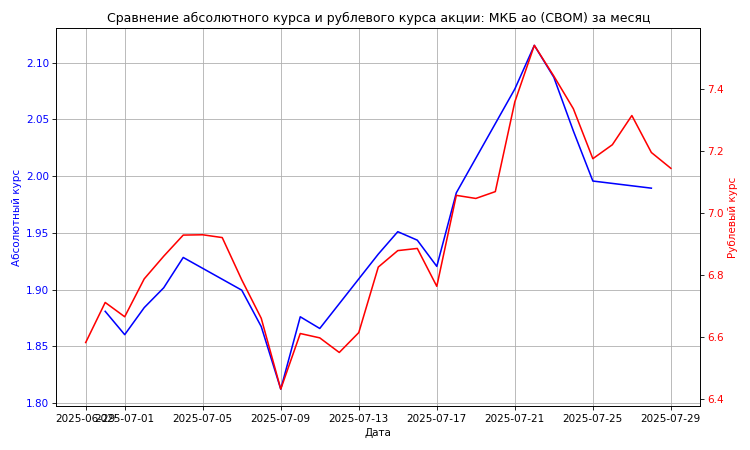 Сравнение абсолютного курса и рублевого курса акции: МКБ ао (CBOM) за месяц
2.10
2.05
2.00
1.95
1.90
1.85
1.80
Абсолютный курс
7.4
7.2
7.0
6.8
6.6
6.4
Рублевый курс
2025-06-29 2025-07-01 2025-07-05 2025-07-09 2025-07-13 2025-07-17 2025-07-21 2025-07-25 2025-07-29
Дата